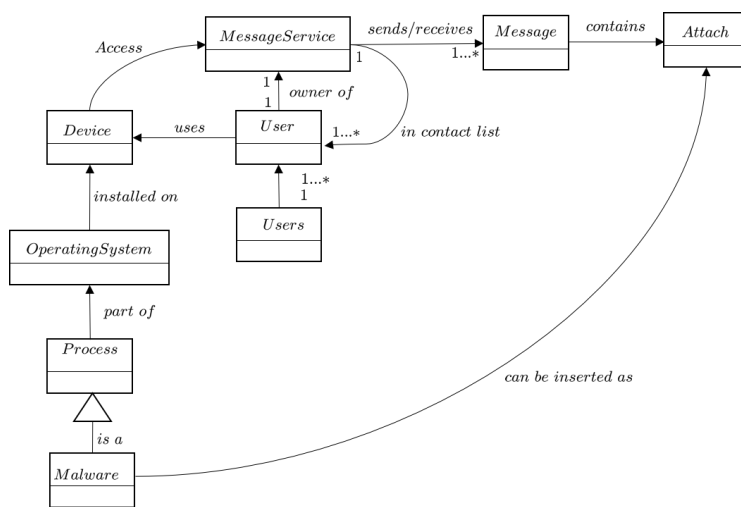 Access
MessageService
sends/receives
Message
contains
Attach
1
1...*
1
owner of
1
Device
uses
User
1...*
in contact list
installed on
1...*
1
Users
OperatingSystem
part of
Process
can be inserted as
is a
Malware